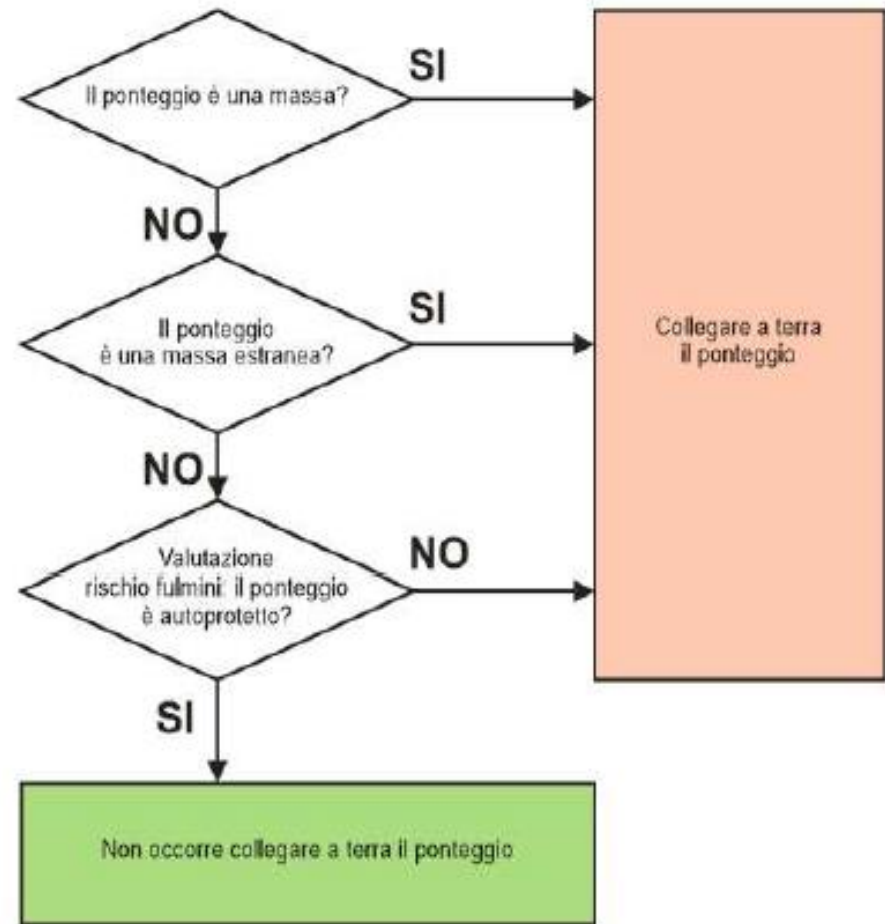 Il ponteggio è una massa?
SI
NO
Il ponteggio
è una massa estranea?
SI
Collegare a terra
il ponteggio
NO
Valutazione
rischio fulmini: il ponteggio
è autoprotetto?
NO
SI
Non occorre collegare a terra il ponteggio